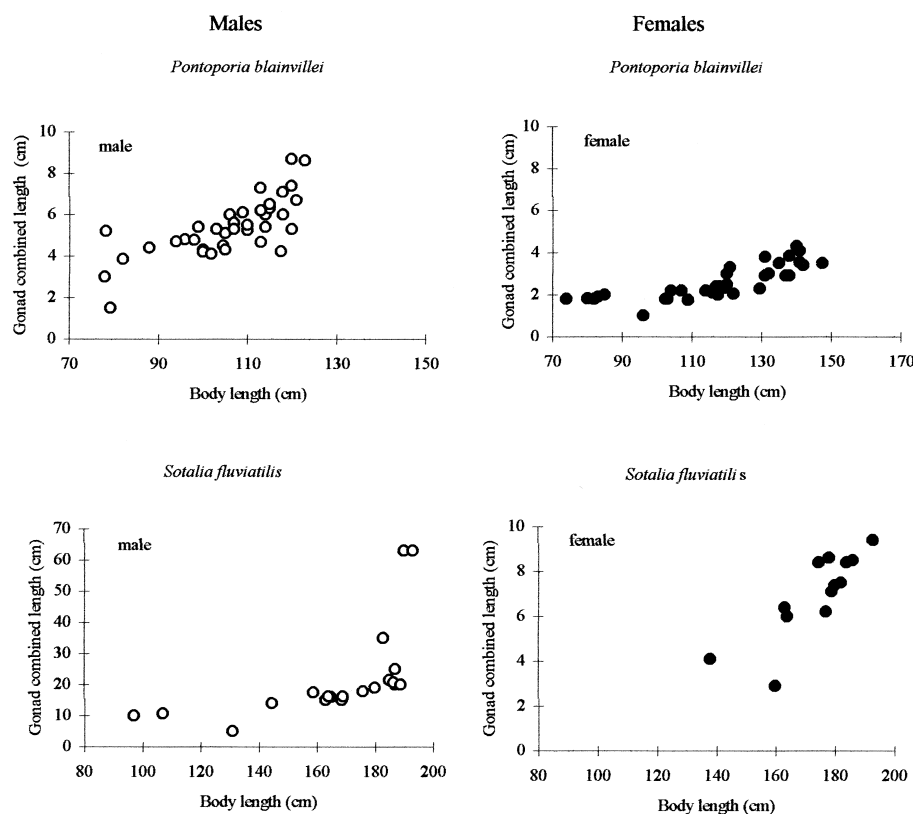 Males
Females
Pontoporia blainvillei
Pontoporia blainvillei
Gonad combined length (cm)
10
8
6
4
2
0
male
70 90 110 130 150
Body length (cm)
Gonad combined length (cm)
10
8
6
4
2
0
female
70 90 110 130 150 170
Body length (cm)
Sotalia fluviatilis
Sotalia fluviatili s
Gonad combined length (cm)
70
60
50
40
30
20
10
0
male
80 100 120 140 160 180 200
Body length (cm)
Gonad combined length (cm)
10
8
6
4
2
0
female
80 100 120 140 160 180 200
Body length (cm)